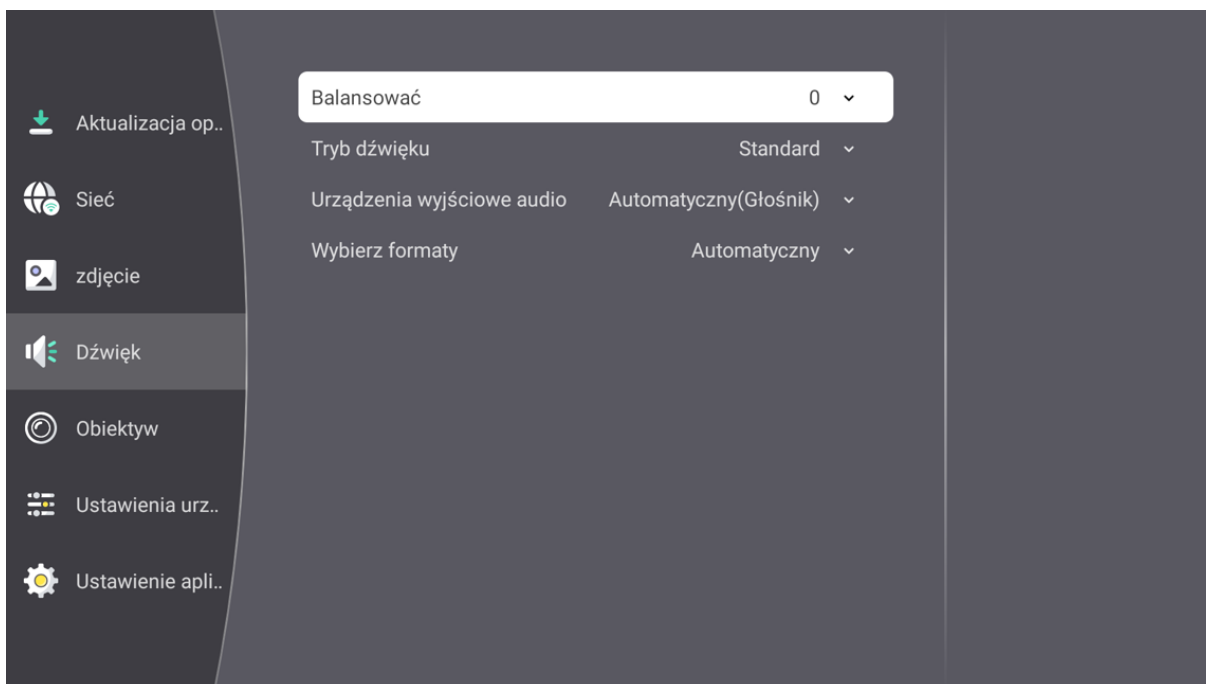 Aktualizacja op..
Sieć
zdjęcie
Dźwięk
Obiektyw
Ustawienia urz..
Ustawienie apli..
Balansować 0
Tryb dźwięku Standard
Urządzenia wyjściowe audio Automatyczny(Głośnik)
Wybierz formaty Automatyczny